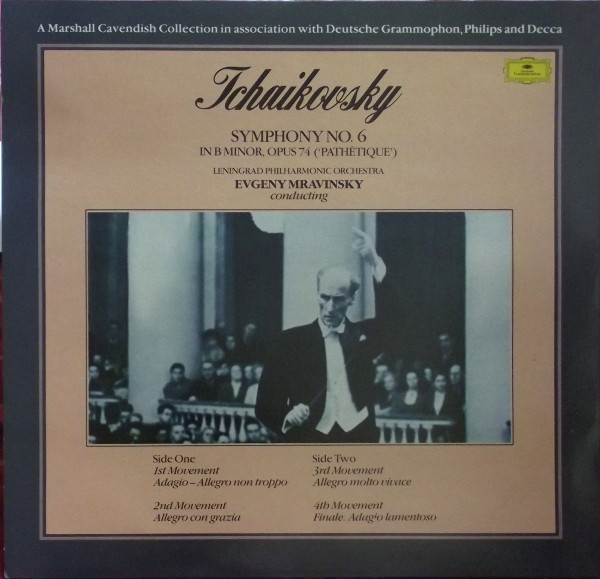 A Marshall Cavendish Collection in association with Deutsche Grammophon, Philips and Decca
Deutsche
Grammophon
Tchaikovsky
SYMPHONY NO. 6
IN B MINOR, OPUS 74 ('PATHÉTIQUE')
LENINGRAD PHILHARMONIC ORCHESTRA
EVGENY MRAVINSKY
conducting
Side One
1st Movement
Adagio – Allegro non troppo
2nd Movement
Allegro con grazia
Side Two
3rd Movement
Allegro molto vivace
4th Movement
Finale. Adagio lamentoso